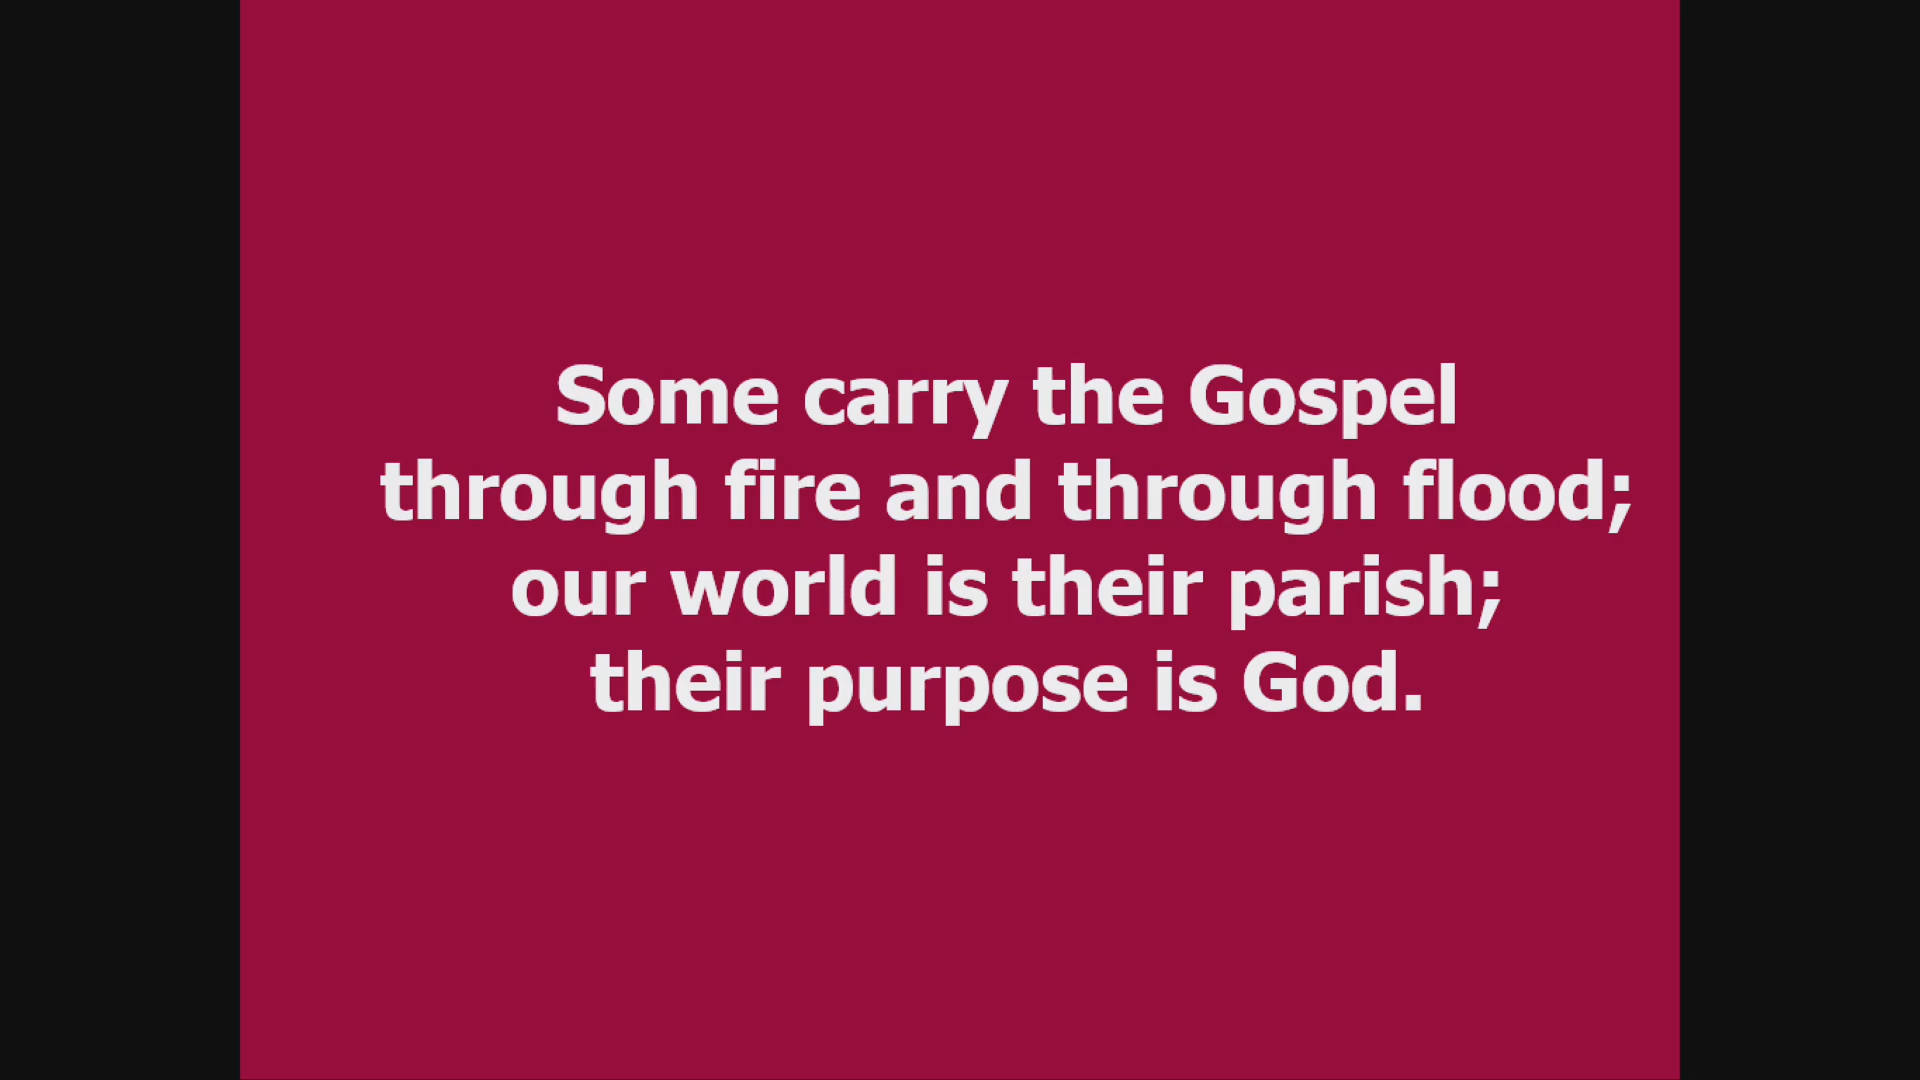 Some carry the Gospel
through fire and through flood;
our world is their parish;
their purpose is God.